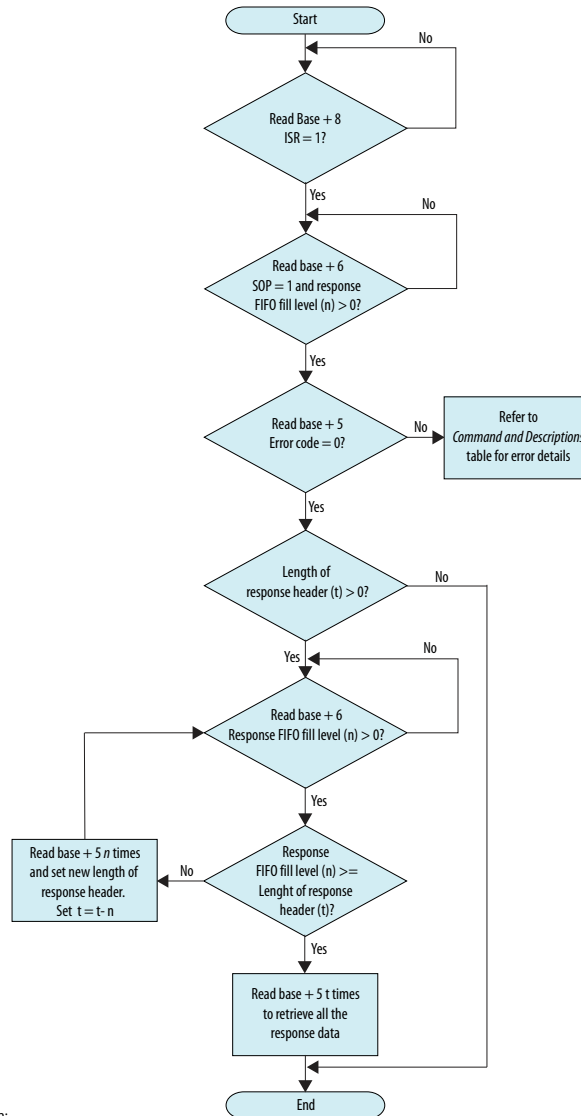 Start
No
Read Base + 8
ISR = 1?
Yes
No
Read base + 6
SOP = 1 and response
FIFO fill level (n) > 0?
Yes
Read base + 5
Error code = 0?
No
Refer to
Command and Descriptions
table for error details
Yes
Length of
response header (t) > 0?
No
Yes
No
Read base + 6
Response FIFO fill level (n) > 0?
Yes
Read base + 5 n times
and set new length of
response header.
Set t = t- n
No
Response
FIFO fill level (n) >=
Lenght of response
header (t)?
Yes
Read base + 5 t times
to retrieve all the
response data
End